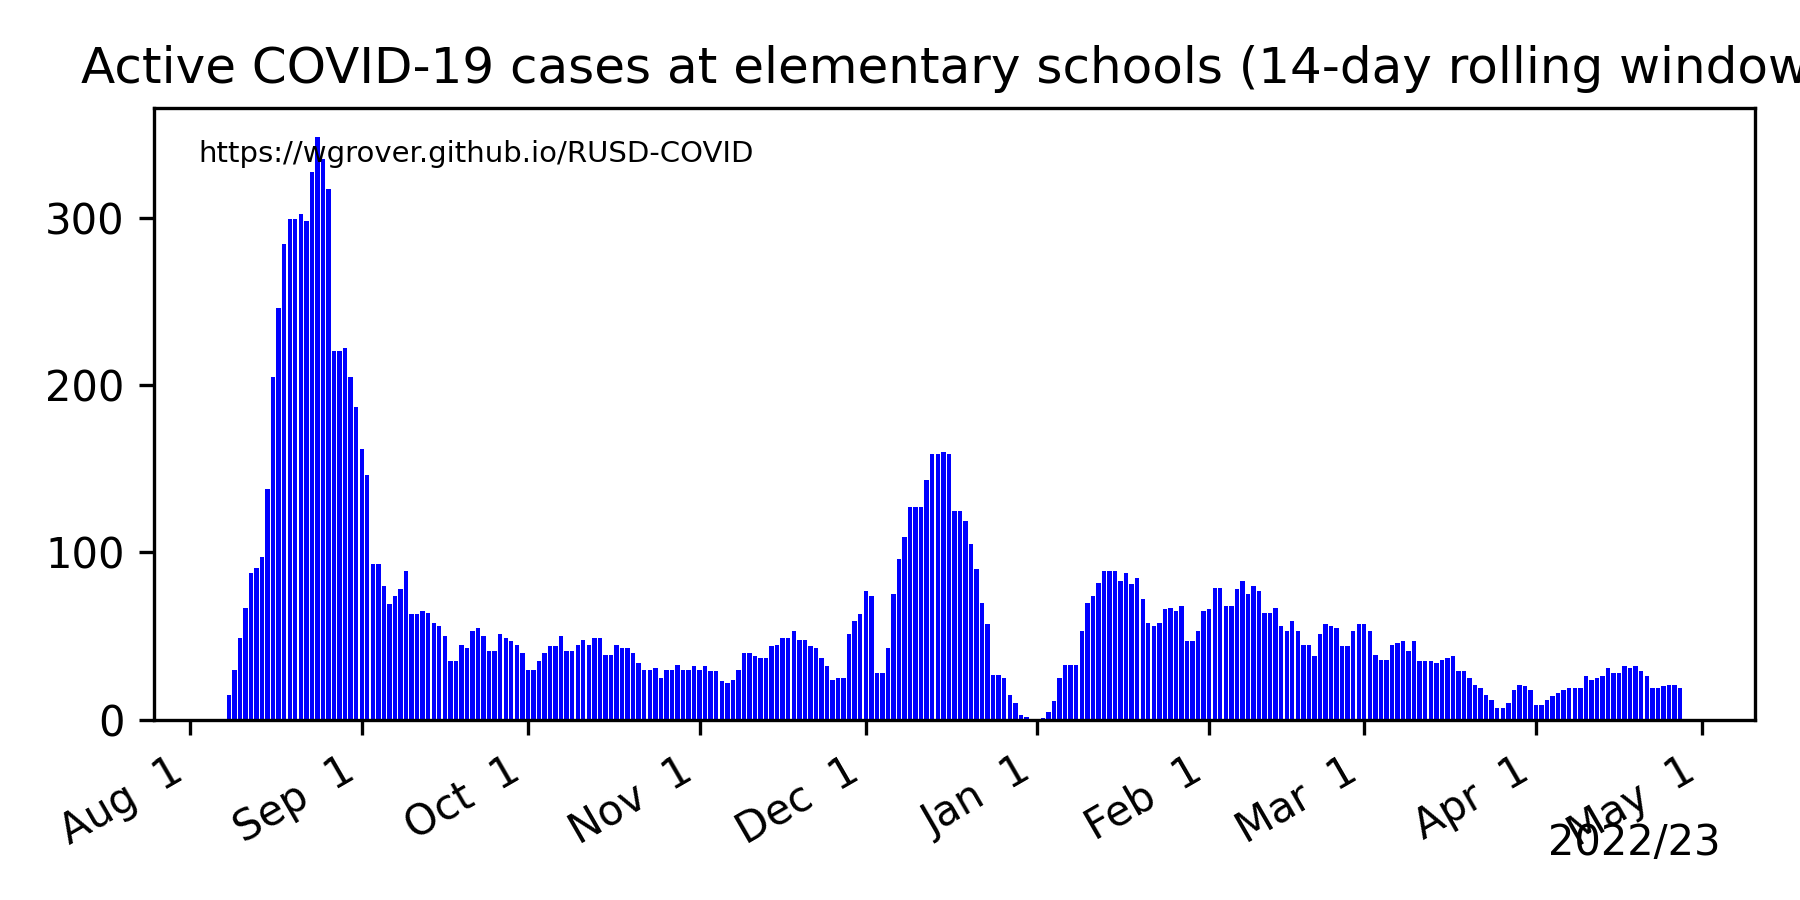 Active COVID-19 cases at elementary schools (14-day rolling window
https://wgrover.github.io/RUSD-COVID
300
200
100
0
Aug 1
Sep 1
Oct 1
Nov 1
Dec 1
Jan 1
Feb 1
Mar 1
Apr 1
May 1
2022/23